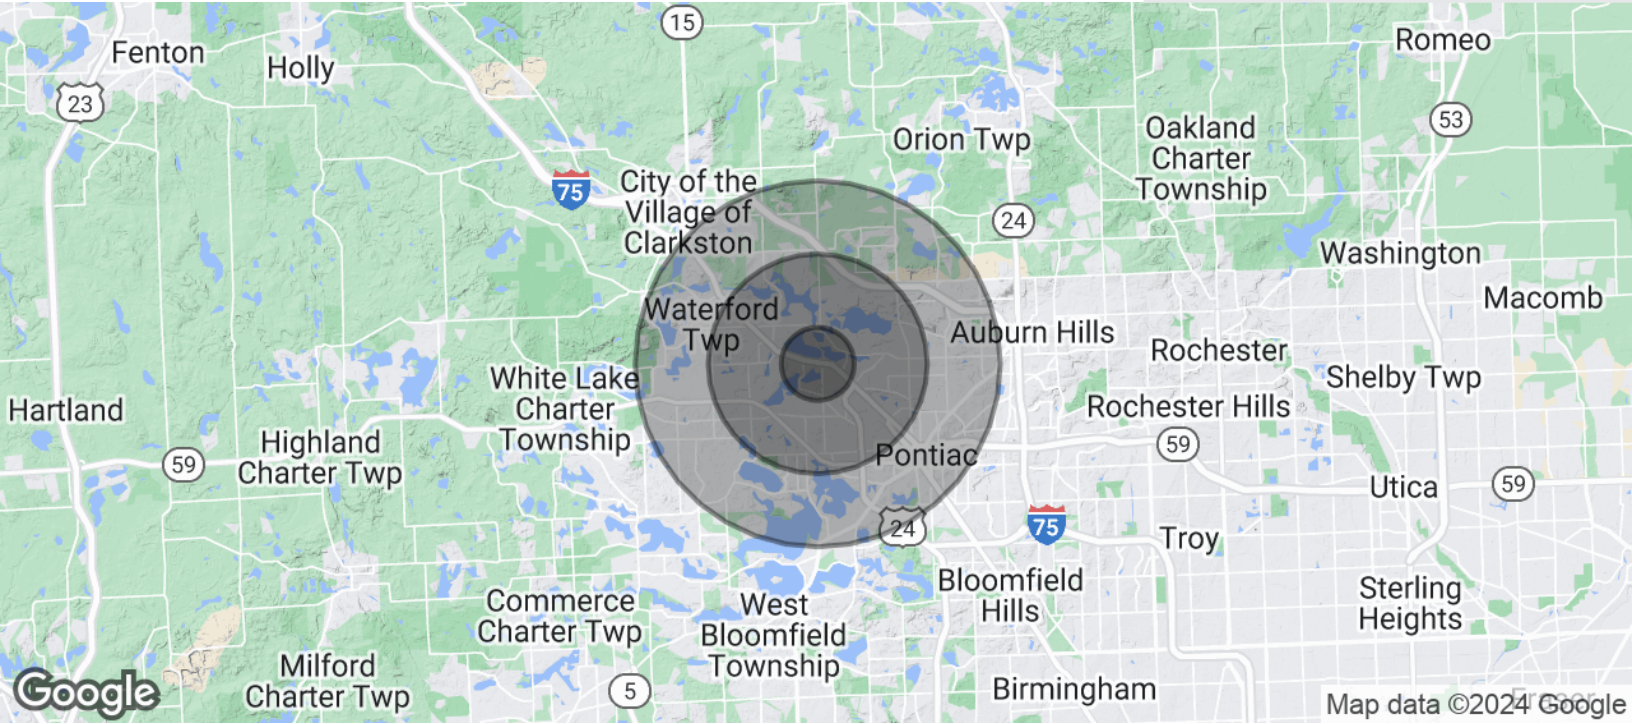 15
Fenton
Romeo
Holly
23
53
Orion Twp
Oakland
Charter
Township
75
City of the
Village of
Clarkston
24
Washington
Macomb
Waterford
Twp
Auburn Hills
Rochester
Shelby Twp
White Lake
Charter
Township
Hartland
Rochester Hills
Highland
Charter Twp
59
Pontiac
59
Utica
59
24
75
Troy
Bloomfield
Hills
Sterling
Heights
Commerce
Charter Twp
West
Bloomfield
Township
Milford
Charter Twp
5
Birmingham
Google
Fraser
Map data ©2024 Google